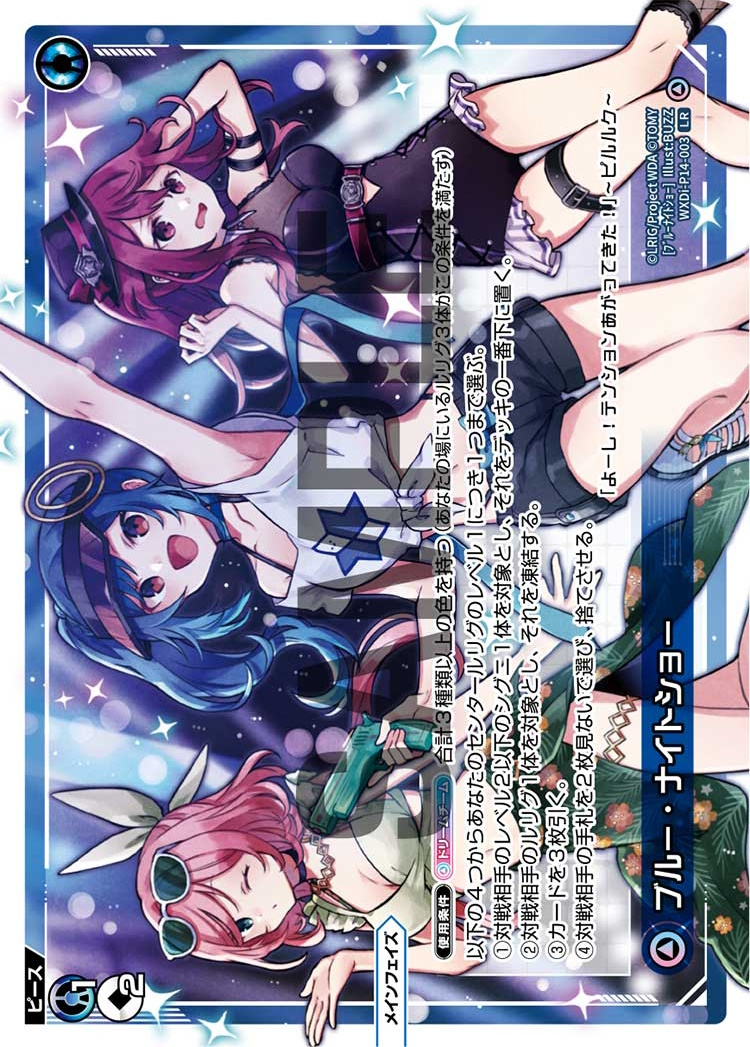 ピース
1
2
メインフェイズ
使用条件 ドリームチーム 合計3種類以上の色を持つ(あなたの場にいるルリグ3体がこの条件を満たす)
以下の4つからあなたのセンタールリグのレベル1につき1つまで選ぶ。
①対戦相手のレベル2以下のシグニ1体を対象とし、それをデッキの一番下に置く。
②対戦相手のルリグ1体を対象とし、それを凍結する。
③カードを3枚引く。
④対戦相手の手札を2枚見ないで選び、捨てさせる。
「よーし!テンションあがってきた!」~ピルルク~
ブルー・ナイトショー
©LRIG/Project WDA ©TOMY
[ブルーナイトショー] Illust:BUZZ
WXDi-P14-003 LR
SAMPLE